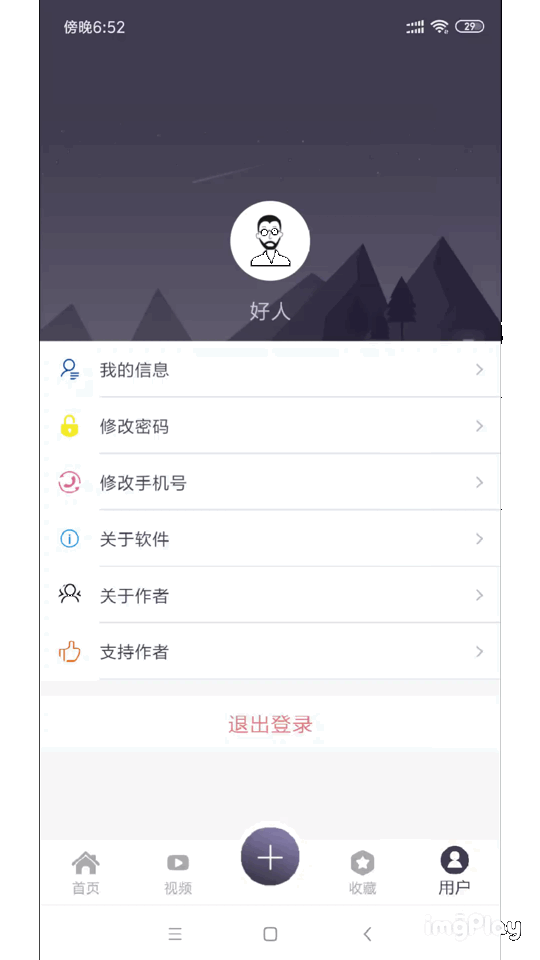 傍晚6:52
29
好人
我的信息
修改密码
修改手机号
关于软件
关于作者
支持作者
退出登录
首页
视频
收藏
用户
imgPlay